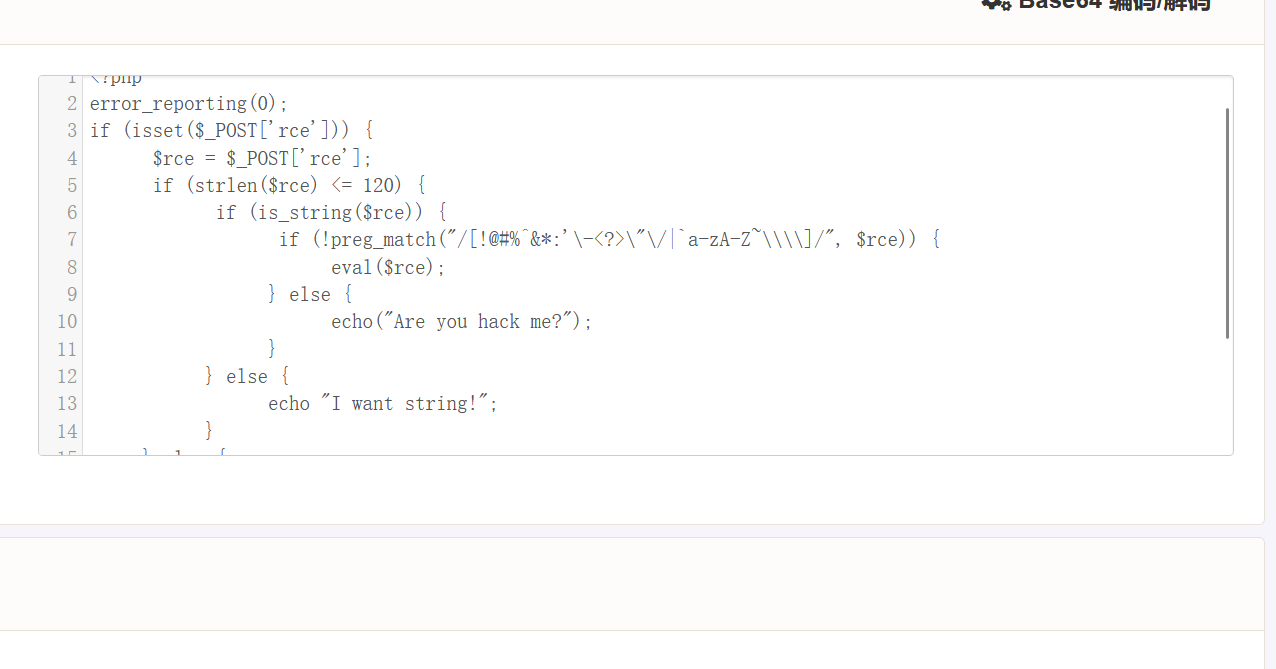 Base64 编码/解码
1 <?php
2 error_reporting(0);
3 if (isset($_POST['rce'])) {
4 $rce = $_POST['rce'];
5 if (strlen($rce) <= 120) {
6 if (is_string($rce)) {
7 if (!preg_match("/[!@#%^&*:'\-<?>\"\/|`a-zA-Z~\\\\]/", $rce)) {
8 eval($rce);
9 } else {
10 echo("Are you hack me?");
11 }
12 } else {
13 echo "I want string!";
14 }
15 } else {